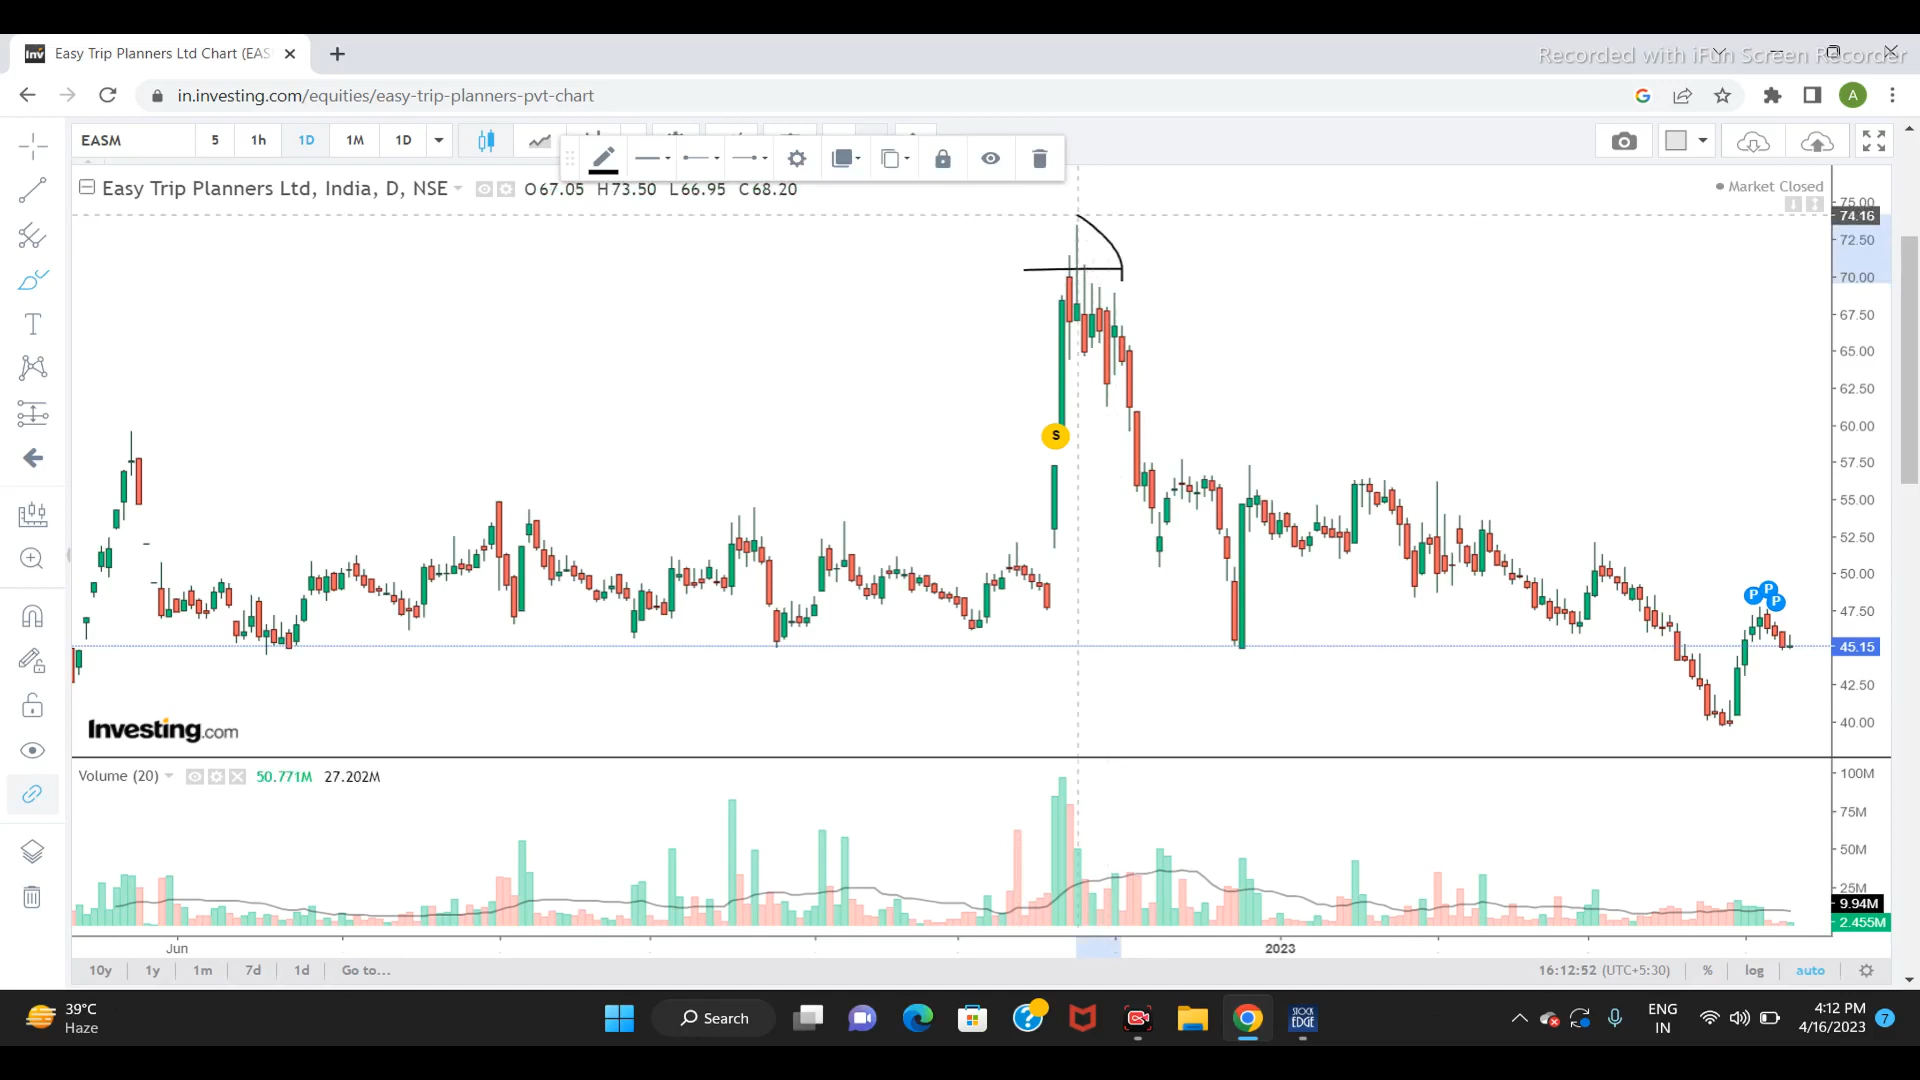 Easy Trip Planners Ltd Chart (EAS
Recorded with iFun Screen Recorder
in.investing.com/equities/easy-trip-planners-pvt-chart
A
EASM 5 1h 1D 1M 1D
Easy Trip Planners Ltd, India, D, NSE O67.05 H73.50 L66.95 C68.20
Market Closed
75.00
74.16
72.50
70.00
67.50
65.00
62.50
60.00
57.50
55.00
52.50
50.00
47.50
45.15
42.50
40.00
S
P P P
Investing.com
Volume (20) 50.771M 27.202M
100M
75M
50M
25M
9.94M
2.455M
Jun 2023
10y 1y 1m 7d 1d Go to... 16:12:52 (UTC+5:30) % log auto
39°C
Haze
Search
STOCK
EDGE
ENG
IN
4:12 PM
4/16/2023
7